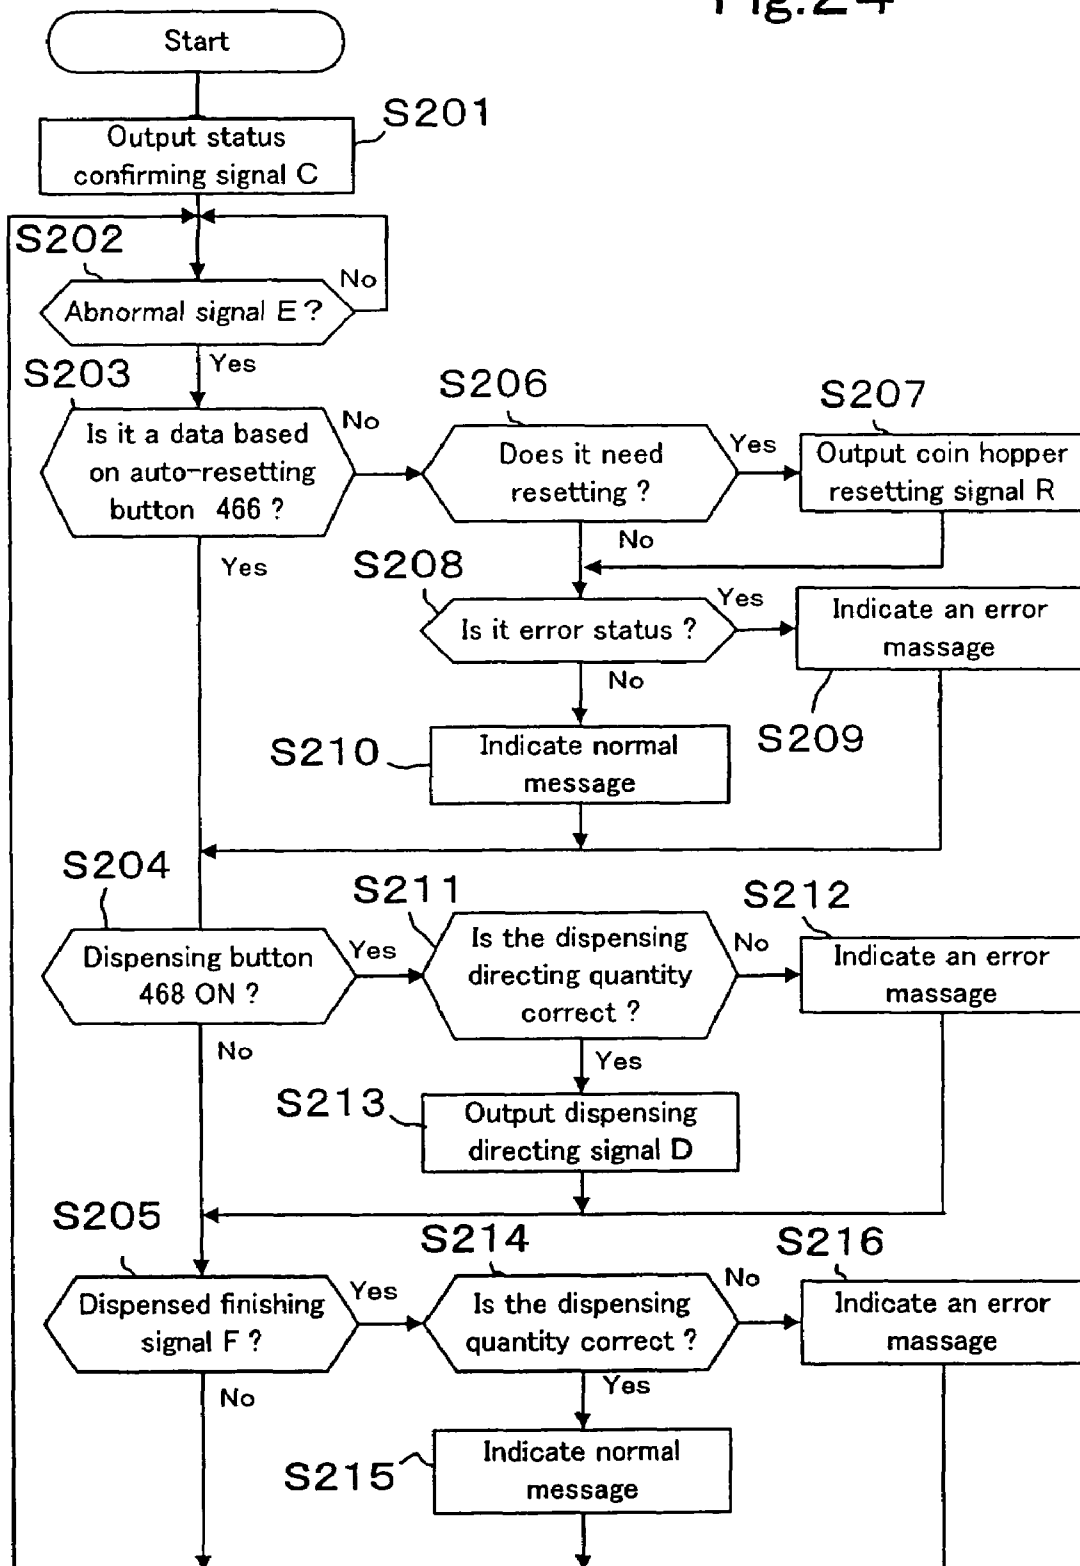 Fig.24
Start
S201
Output status
confirming signal C
S202
No
Abnormal signal E ?
Yes
S203
Is it a data based
on auto-resetting
button 466 ?
No
Yes
S206
Does it need
resetting ?
Yes
No
S207
Output coin hopper
resetting signal R
S208
Is it error status ?
Yes
No
Indicate an error
massage
S209
S210
Indicate normal
message
S204
Dispensing button
468 ON ?
Yes
No
S211
Is the dispensing
directing quantity
correct ?
No
Yes
S212
Indicate an error
massage
S213
Output dispensing
directing signal D
S205
Dispensed finishing
signal F ?
Yes
No
S214
Is the dispensing
quantity correct ?
No
Yes
S216
Indicate an error
massage
S215
Indicate normal
message